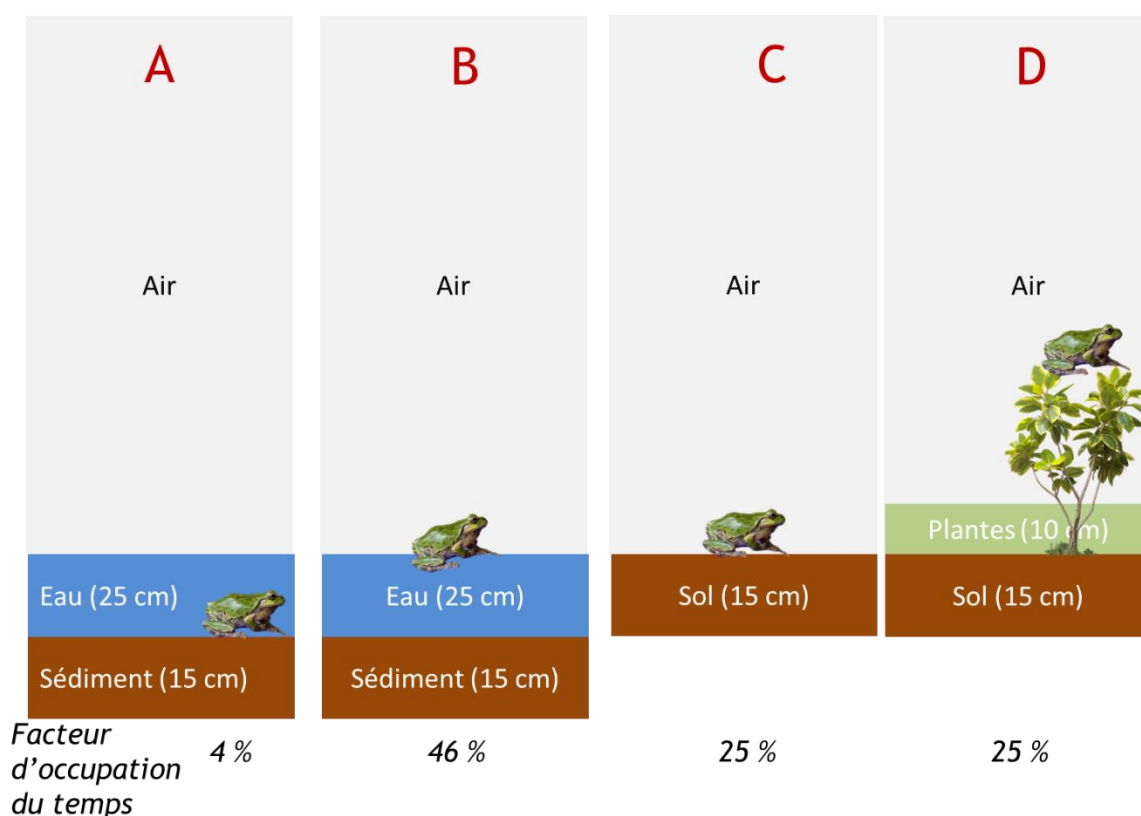 A B C D
Air Air Air Air
Plantes (10 cm)
Eau (25 cm) Eau (25 cm) Sol (15 cm) Sol (15 cm)
Sédiment (15 cm) Sédiment (15 cm)
Facteur
d'occupation
du temps
4 % 46 % 25 % 25 %